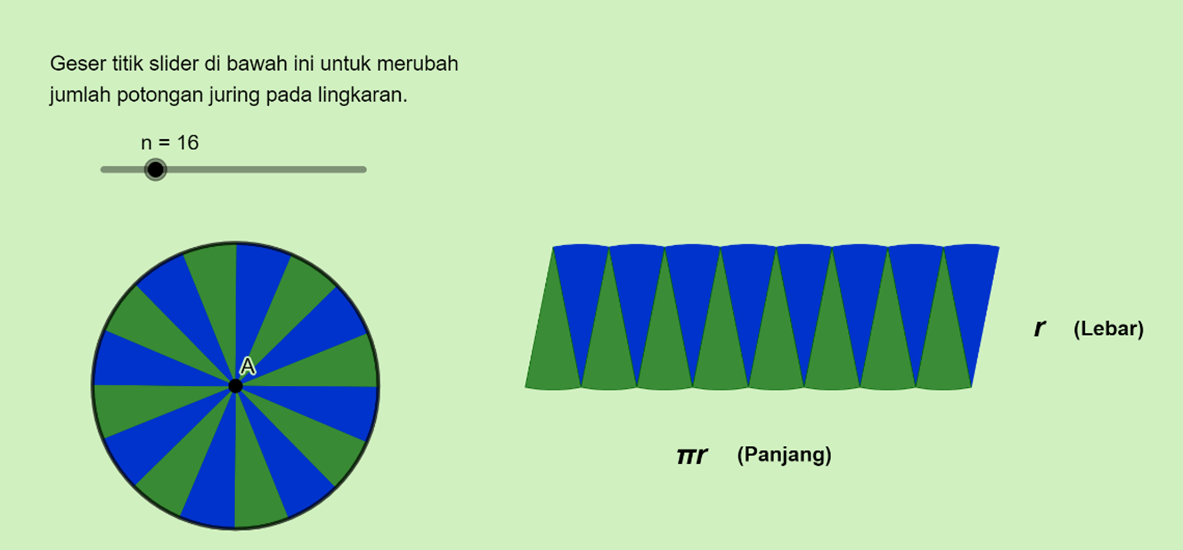 Geser titik slider di bawah ini untuk merubah
jumlah potongan juring pada lingkaran.
n = 16
A
r (Lebar)
πr (Panjang)